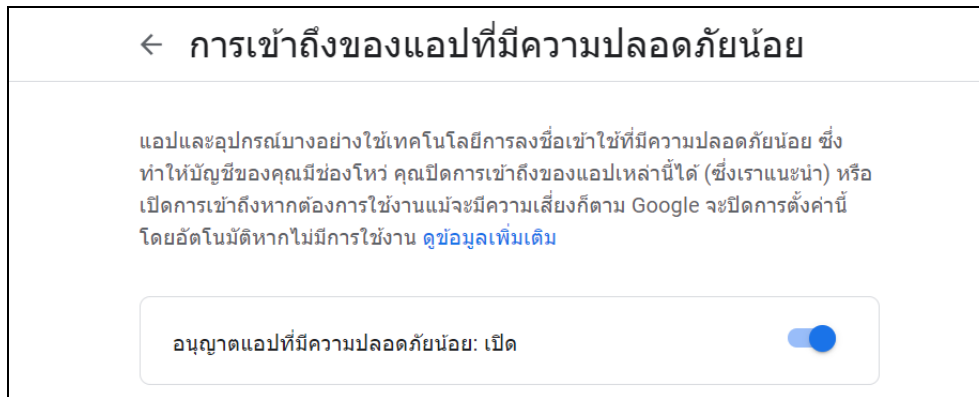 การเข้าถึงของแอปที่มีความปลอดภัยน้อย
แอปและอุปกรณ์บางอย่างใช้เทคโนโลยีการลงชื่อเข้าใช้ที่มีความปลอดภัยน้อย ซึ่ง
ทำให้บัญชีของคุณมีช่องโหว่ คุณปิดการเข้าถึงของแอปเหล่านี้ได้ (ซึ่งเราแนะนำ) หรือ
เปิดการเข้าถึงหากต้องการใช้งานแม้จะมีความเสี่ยงก็ตาม Google จะปิดการตั้งค่านี้
โดยอัตโนมัติหากไม่มีการใช้งาน ดูข้อมูลเพิ่มเติม
อนุญาตแอปที่มีความปลอดภัยน้อย: เปิด